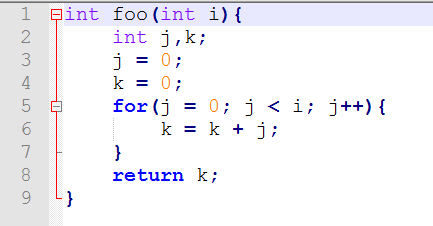 1 int foo(int i){
2     int j,k;
3     j = 0;
4     k = 0;
5     for(j = 0; j < i; j++){
6         k = k + j;
7     }
8     return k;
9 }